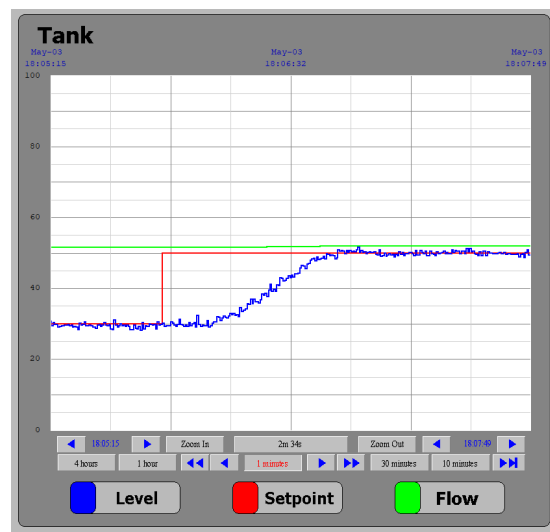 Tank
May-03 May-03 May-03
18:05:15 18:06:32 18:07:49
100
80
60
40
20
0
18:05:15 Zoom In 2m 34s Zoom Out 18:07:49
4 hours 1 hour 1 minutes 30 minutes 10 minutes
Level Setpoint Flow